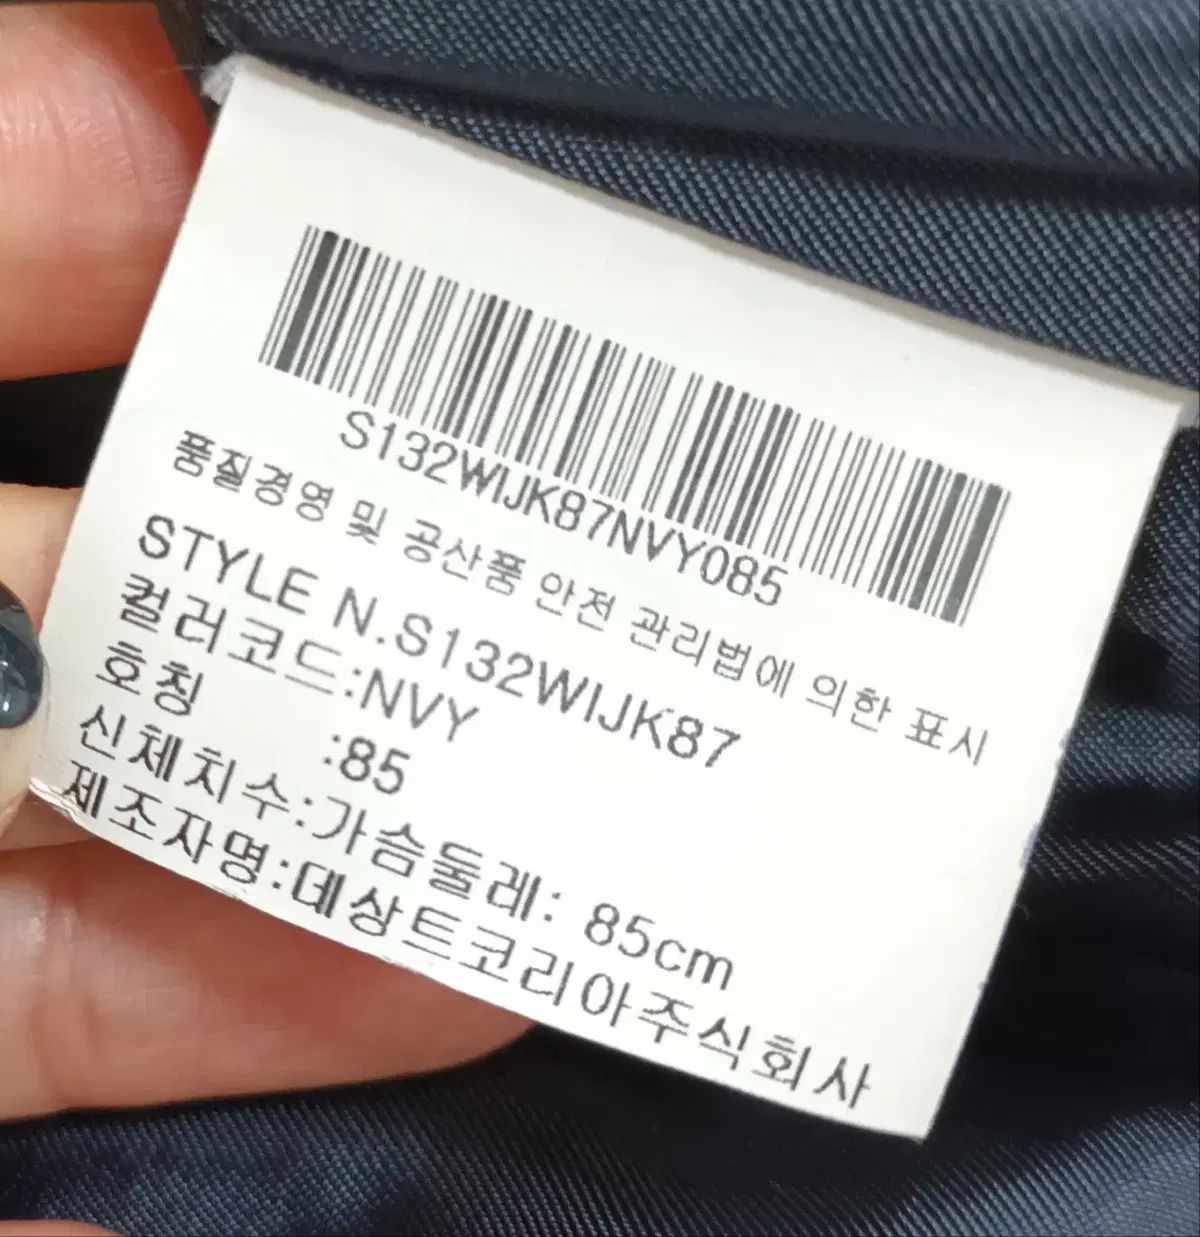 S132WIJK87NVY085
품질경영 및 공산품 안전 관리법에 의한 표시
STYLE N.S132WIJK87
컬러코드:NVY
호칭 :85
신체치수:가슴둘레: 85cm
제조자명:데상트코리아주식회사